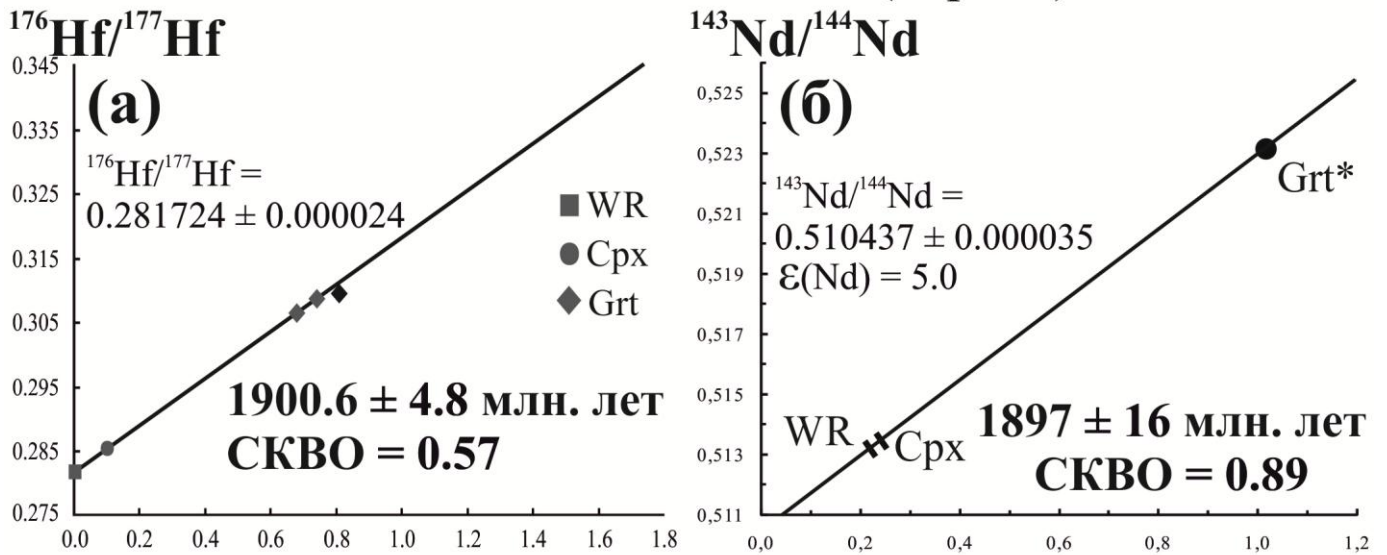 176Hf/177Hf
0.345
(а)
0.335
176Hf/177Hf =
0.325
0.281724 ± 0.000024
WR
0.315
Cpx
Grt
0.305
0.295
1900.6 ± 4.8 млн. лет
0.285
СКВО = 0.57
0.275
0.0 0.2 0.4 0.6 0.8 1.0 1.2 1.4 1.6 1.8
143Nd/144Nd
0,525
(б)
0,523
Grt*
143Nd/144Nd =
0,521
0.510437 ± 0.000035
0,519
ε(Nd) = 5.0
0,517
0,515
WR
Cpx
1897 ± 16 млн. лет
0,513
СКВО = 0.89
0,511
0,0 0,2 0,4 0,6 0,8 1,0 1,2